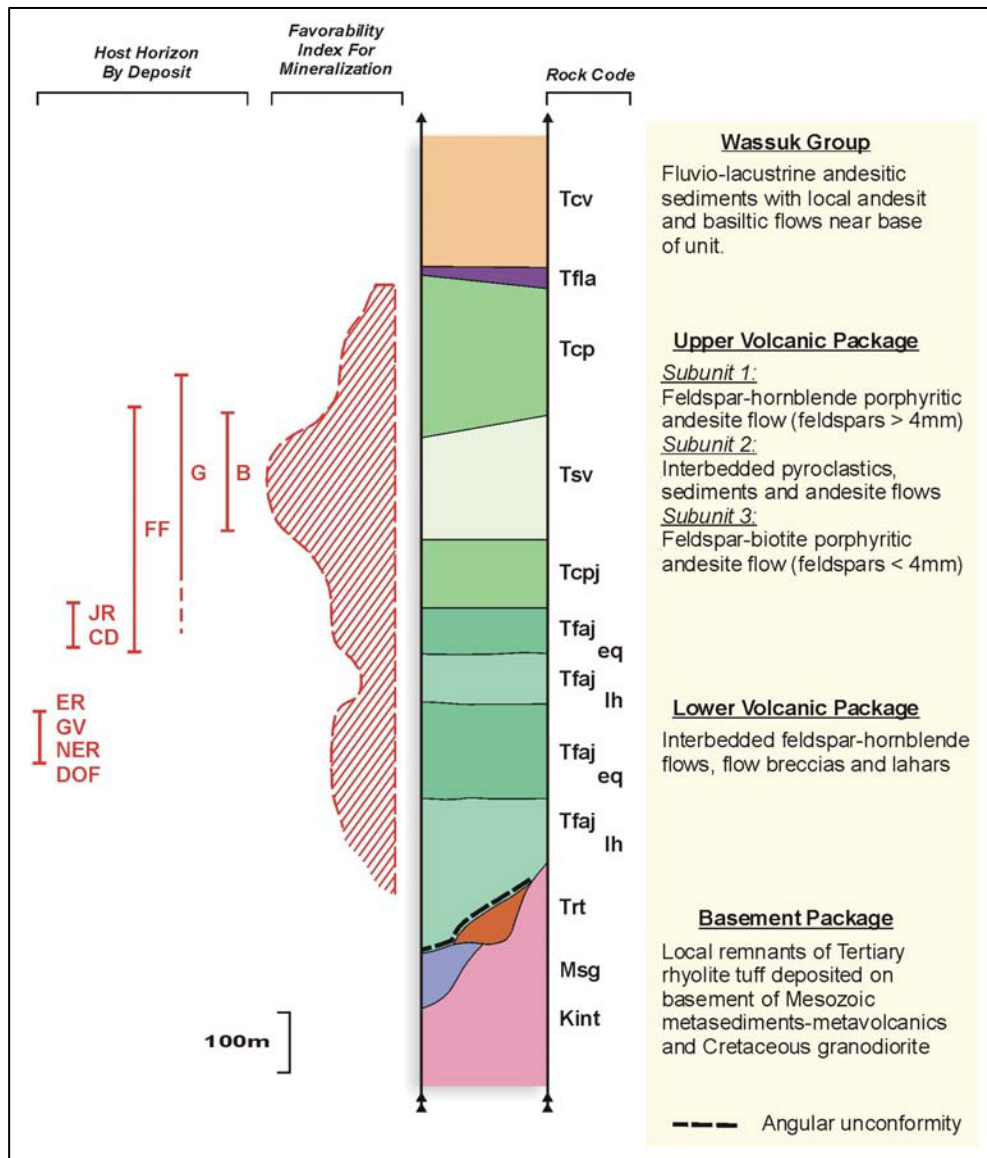 Host Horizon
By Deposit
Favorability
Index For
Mineralization
Rock Code
Tcv
Tfla
Tcp
Tsv
Tcpj
Tfaj
eq
Tfaj
lh
Tfaj
eq
Tfaj
lh
Trt
Msg
Kint
G
B
FF
JR
CD
ER
GV
NER
DOF
100m
Wassuk Group
Fluvio-lacustrine andesitic
sediments with local andesit
and basiltic flows near base
of unit.
Upper Volcanic Package
Subunit 1:
Feldspar-hornblende porphyritic
andesite flow (feldspars > 4mm)
Subunit 2:
Interbedded pyroclastics,
sediments and andesite flows
Subunit 3:
Feldspar-biotite porphyritic
andesite flow (feldspars < 4mm)
Lower Volcanic Package
Interbedded feldspar-hornblende
flows, flow breccias and lahars
Basement Package
Local remnants of Tertiary
rhyolite tuff deposited on
basement of Mesozoic
metasediments-metavolcanics
and Cretaceous granodiorite
Angular unconformity